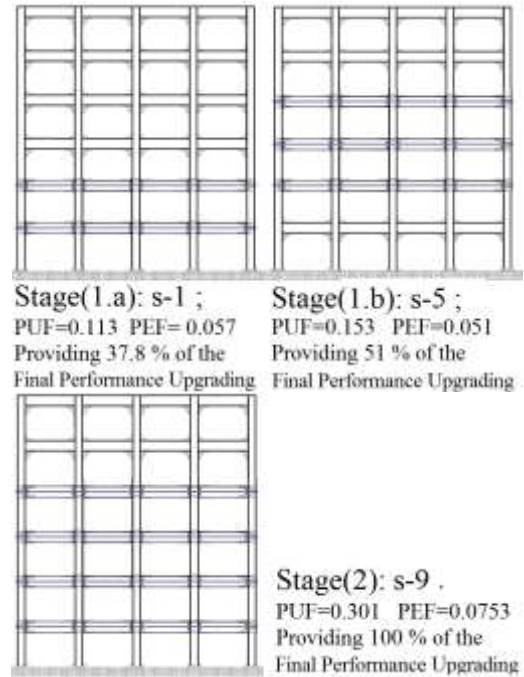 Stage(1.a): s-1 ;
PUF=0.113 PEF= 0.057
Providing 37.8 % of the
Final Performance Upgrading
Stage(1.b): s-5 ;
PUF=0.153 PEF=0.051
Providing 51 % of the
Final Performance Upgrading
Stage(2): s-9 .
PUF=0.301 PEF=0.0753
Providing 100 % of the
Final Performance Upgrading